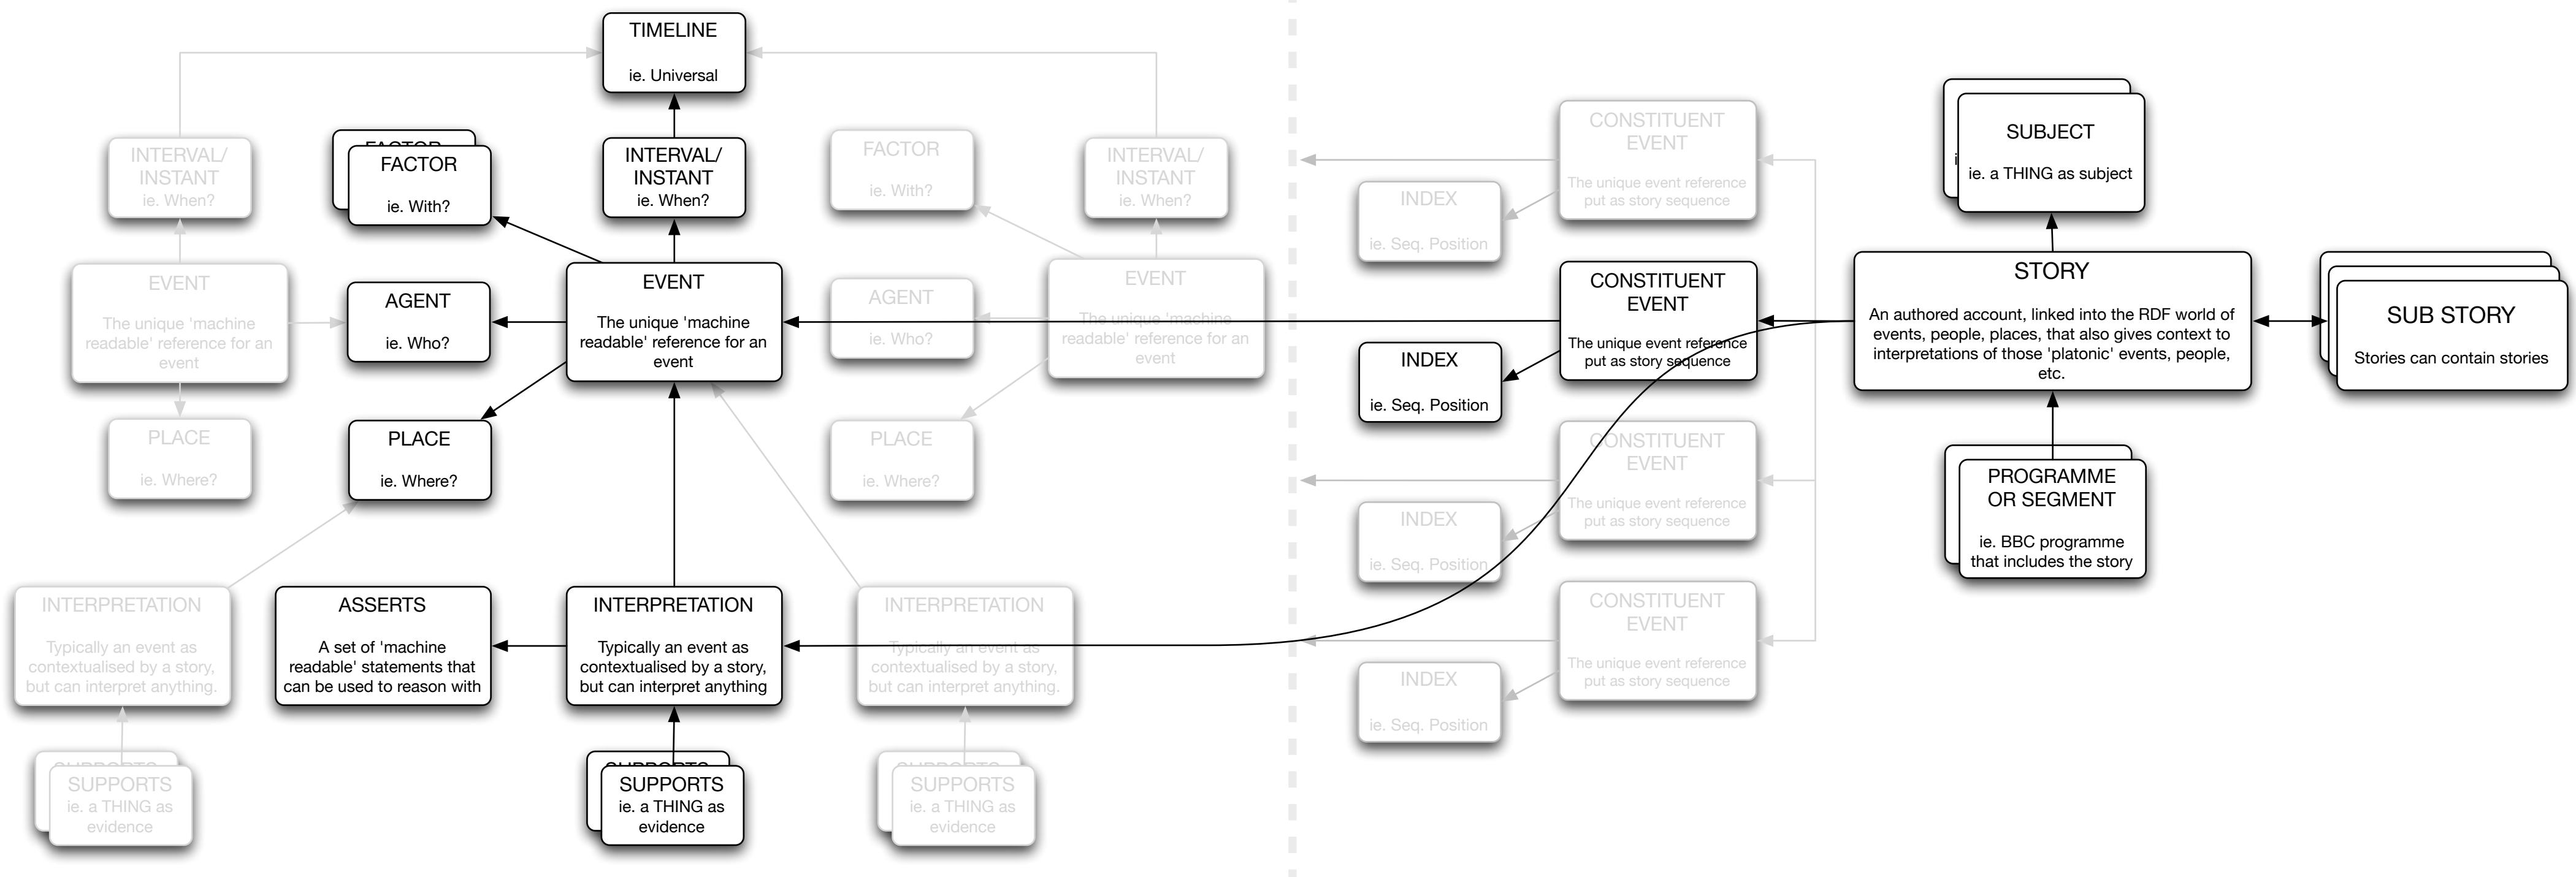 TIMELINE
ie. Universal
INTERVAL/
INSTANT
ie. When?
FACTOR
FACTOR
ie. With?
INTERVAL/
INSTANT
ie. When?
FACTOR
ie. With?
INTERVAL/
INSTANT
ie. When?
EVENT
The unique 'machine
readable' reference for an
event
AGENT
ie. Who?
EVENT
The unique 'machine
readable' reference for an
event
AGENT
ie. Who?
EVENT
The unique 'machine
readable' reference for an
event
PLACE
ie. Where?
PLACE
ie. Where?
PLACE
ie. Where?
INTERPRETATION
Typically an event as
contextualised by a story,
but can interpret anything.
ASSERTS
A set of 'machine
readable' statements that
can be used to reason with
INTERPRETATION
Typically an event as
contextualised by a story,
but can interpret anything
INTERPRETATION
Typically an event as
contextualised by a story,
but can interpret anything.
SUPPORTS
SUPPORTS
ie. a THING as
evidence
SUPPORTS
SUPPORTS
ie. a THING as
evidence
SUPPORTS
SUPPORTS
ie. a THING as
evidence
CONSTITUENT
EVENT
The unique event reference
put as story sequence
INDEX
ie. Seq. Position
CONSTITUENT
EVENT
The unique event reference
put as story sequence
INDEX
ie. Seq. Position
CONSTITUENT
EVENT
The unique event reference
put as story sequence
INDEX
ie. Seq. Position
CONSTITUENT
EVENT
The unique event reference
put as story sequence
INDEX
ie. Seq. Position
SUBJECT
ie. a THING as subject
STORY
An authored account, linked into the RDF world of
events, people, places, that also gives context to
interpretations of those 'platonic' events, people,
etc.
SUB STORY
Stories can contain stories
PROGRAMME
OR SEGMENT
ie. BBC programme
that includes the story